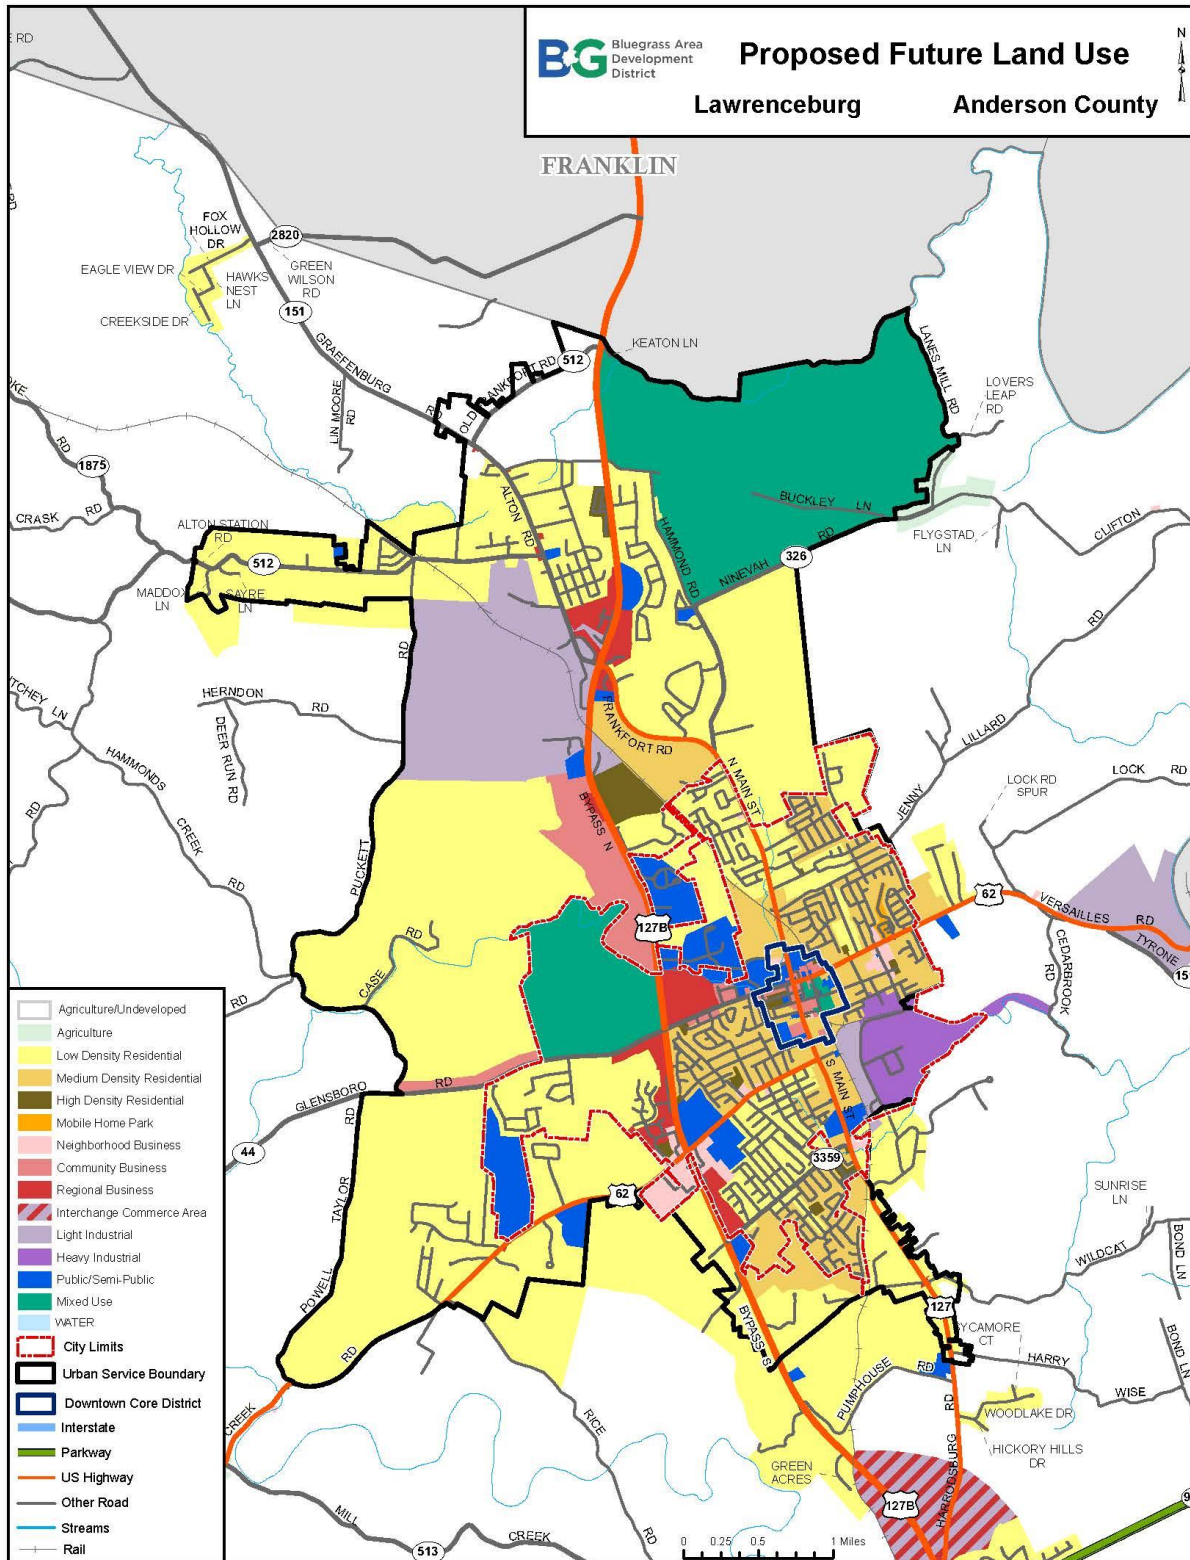 Bluegrass Area
Development
District
BG
Proposed Future Land Use
Lawrenceburg
Anderson County
N
FRANKLIN
RD
FOX
HOLLOW
DR
2820
EAGLE VIEW DR
HAWKS
NEST
LN
GREEN
WILSON
RD
CREEKSIDE DR
151
GRAFFENBURG
RD
LIN MOORE
RD
OLD FRANKFORT RD
512
KEATON LN
LANES MILL RD
LOVERS
LEAP
RD
RD
1875
CRASK RD
ALTON STATION
RD
512
MADDOX
LN
SAYRE
LN
ALTON
RD
HAMMOND RD
BUCKLEY LN
NINEVAH
RD
326
FLYGSTAD
LN
CLIFTON
RD
HERNDON RD
DEER RUN RD
RD
HAMMONDS
CREEK
RD
RD
PUCKETT
FRANKFORT RD
BYPASS N
N MAIN ST
JENNY
LILLARD
RD
LOCK RD
SPUR
LOCK RD
62
VERSAILLES
RD
TYRONE
CEDARBROOK
RD
127B
CASE
RD
RD
GLENSBORO
RD
44
TAYLOR
RD
POWELL
RD
62
S MAIN ST
3359
SUNRISE
LN
WILDCAT
BOND LN
BOND LN
127
SYCAMORE
CT
HARRY
WISE
BYPASS S
PUMPHOUSE
RD
WOODLAKE DR
HICKORY HILLS
DR
GREEN
ACRES
127B
HARRODSBURG
RD
CREEK
RICE
RD
MILL
513
CREEK
Agriculture/Undeveloped
Agriculture
Low Density Residential
Medium Density Residential
High Density Residential
Mobile Home Park
Neighborhood Business
Community Business
Regional Business
Interchange Commerce Area
Light Industrial
Heavy Industrial
Public/Semi-Public
Mixed Use
WATER
City Limits
Urban Service Boundary
Downtown Core District
Interstate
Parkway
US Highway
Other Road
Streams
Rail
0 0.25 0.5 1 Miles